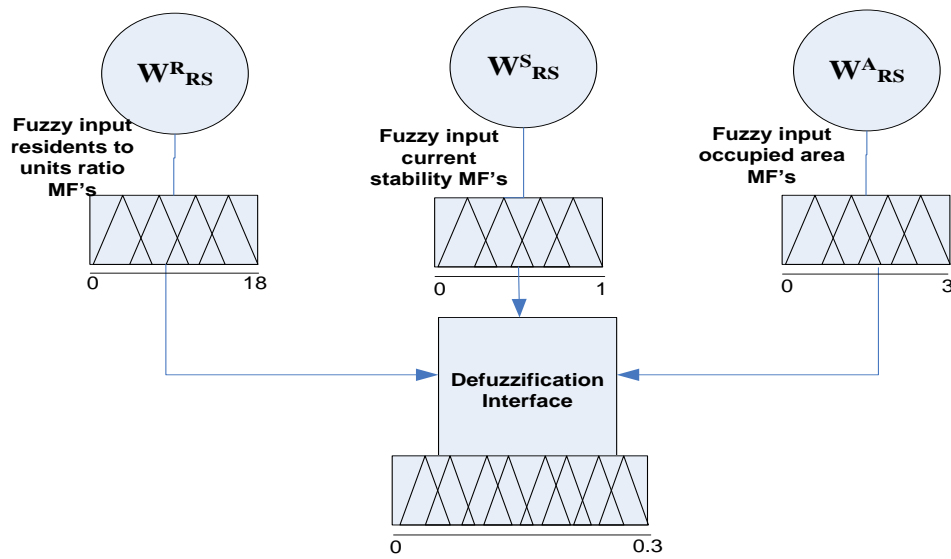 W^R_RS
W^S_RS
W^A_RS
Fuzzy input
residents to
units ratio
MF's
Fuzzy input
current
stability MF's
Fuzzy input
occupied area
MF's
0
18
0
1
0
3
Defuzzification
Interface
0
0.3